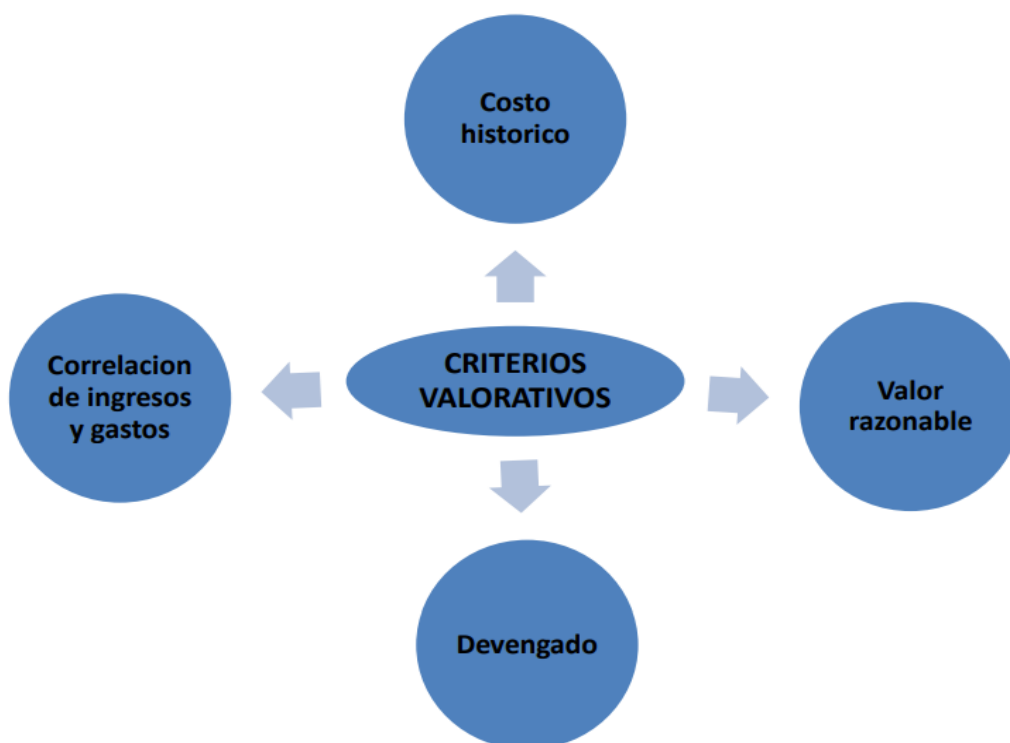 Costo
historico
Correlacion
de ingresos
y gastos
CRITERIOS
VALORATIVOS
Valor
razonable
Devengado